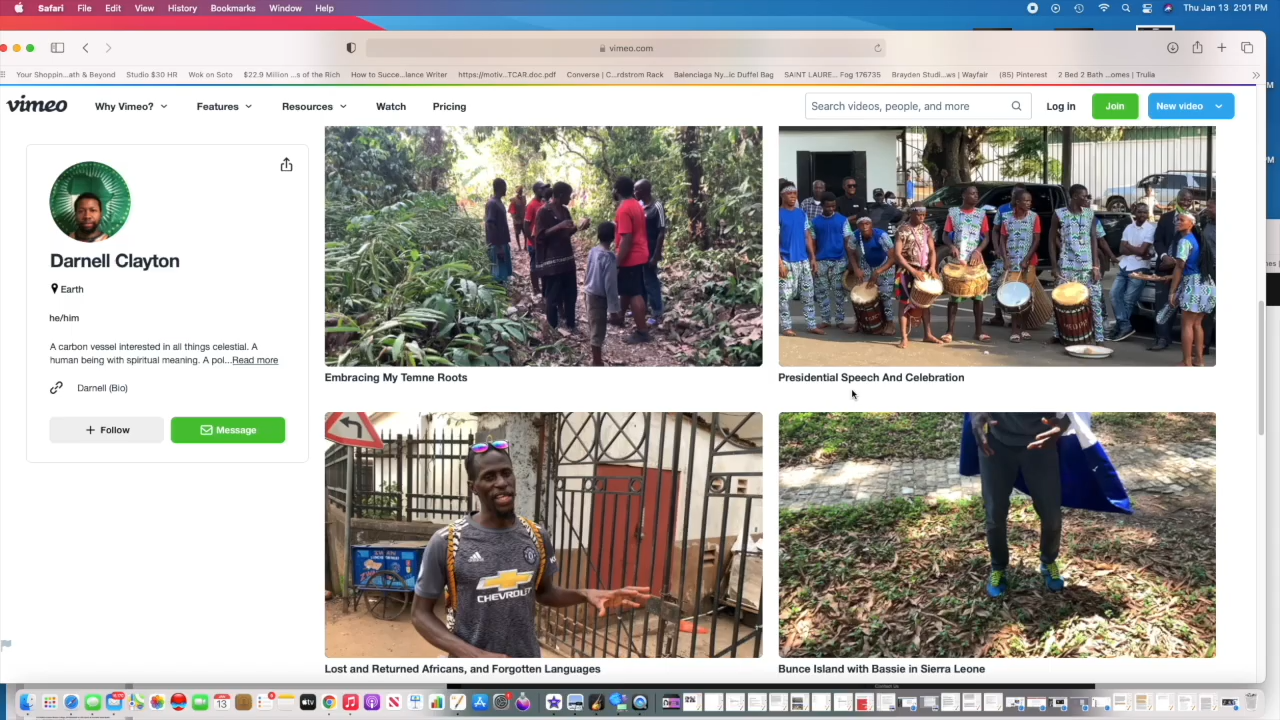 Safari File Edit View History Bookmarks Window Help
Thu Jan 13 2:01 PM
vimeo.com
Your Shoppin...ath & Beyond Studio $30 HR Wok on Soto $22.9 Million ...s of the Rich How to Succe...lance Writer https://motiv...TCAR.doc.pdf Converse | C...rdstrom Rack Balenciaga Ny...ic Duffel Bag SAINT LAURE... Fog 176735 Brayden Studi...ws | Wayfair (85) Pinterest 2 Bed 2 Bath ...omes | Trulia
vimeo Why Vimeo? Features Resources Watch Pricing Search videos, people, and more Log in Join New video
Darnell Clayton
Earth
he/him
A carbon vessel interested in all things celestial. A
human being with spiritual meaning. A pol...Read more
Darnell (Bio)
Follow Message
Embracing My Temne Roots
Presidential Speech And Celebration
CHEVROLET
Lost and Returned Africans, and Forgotten Languages
Bunce Island with Bassie in Sierra Leone